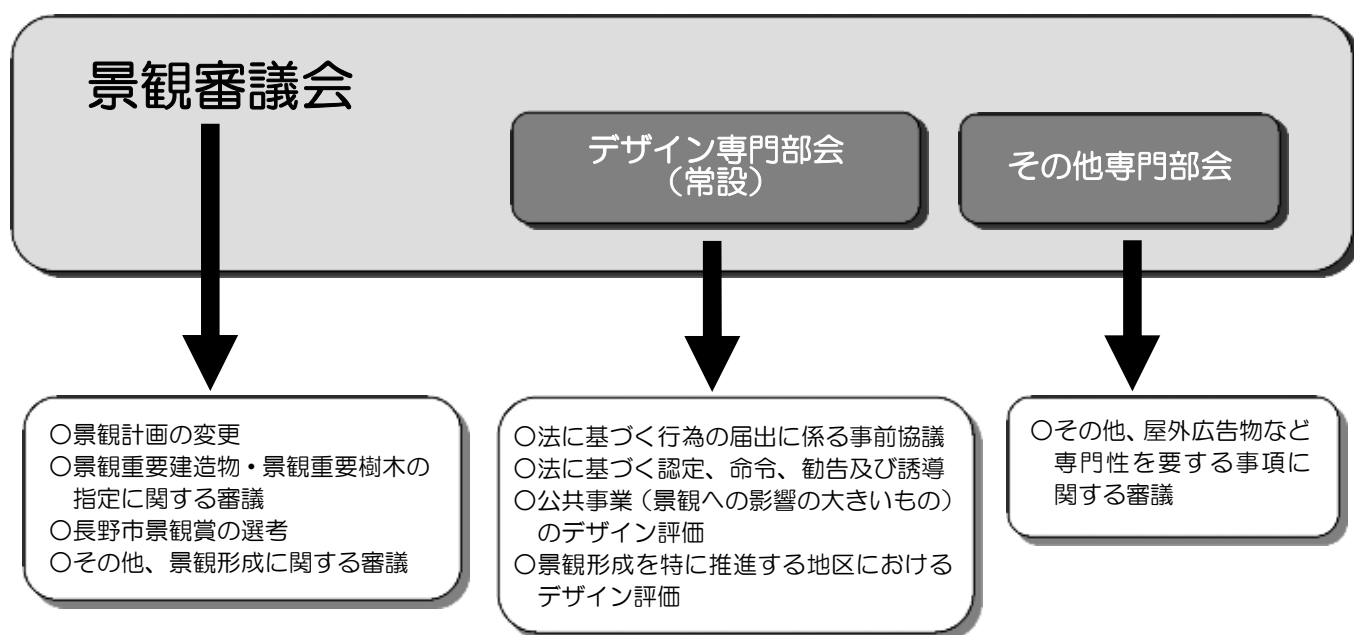 景観審議会
デザイン専門部会
（常設）
その他専門部会
○景観計画の変更
○景観重要建造物・景観重要樹木の
指定に関する審議
○長野市景観賞の選考
○その他、景観形成に関する審議
○法に基づく行為の届出に係る事前協議
○法に基づく認定、命令、勧告及び誘導
○公共事業（景観への影響の大きいもの）
のデザイン評価
○景観形成を特に推進する地区における
デザイン評価
○その他、屋外広告物など
専門性を要する事項に
関する審議